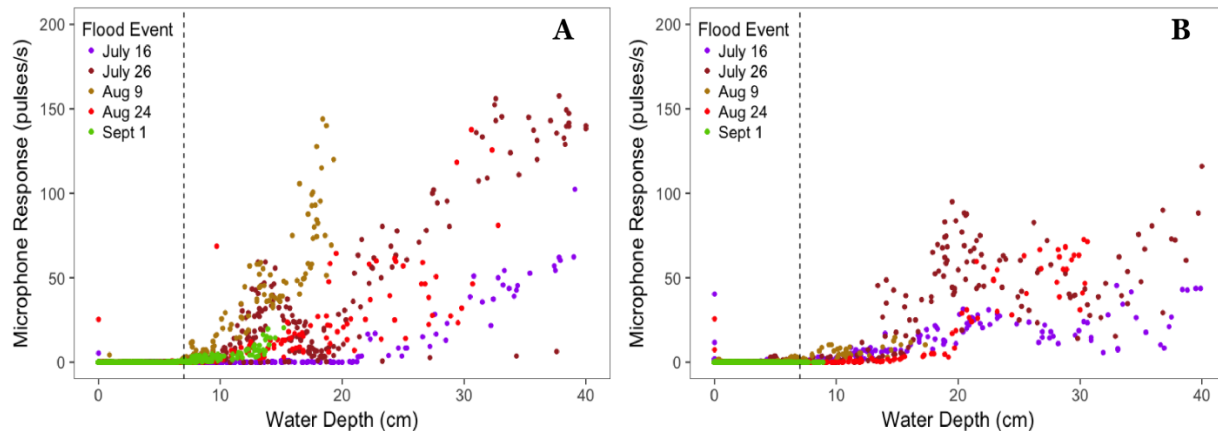 A
Flood Event
July 16
July 26
Aug 9
Aug 24
Sept 1
200
150
100
50
0
Microphone Response (pulses/s)
0
10
20
30
40
Water Depth (cm)
B
Flood Event
July 16
July 26
Aug 9
Aug 24
Sept 1
200
150
100
50
0
Microphone Response (pulses/s)
0
10
20
30
40
Water Depth (cm)